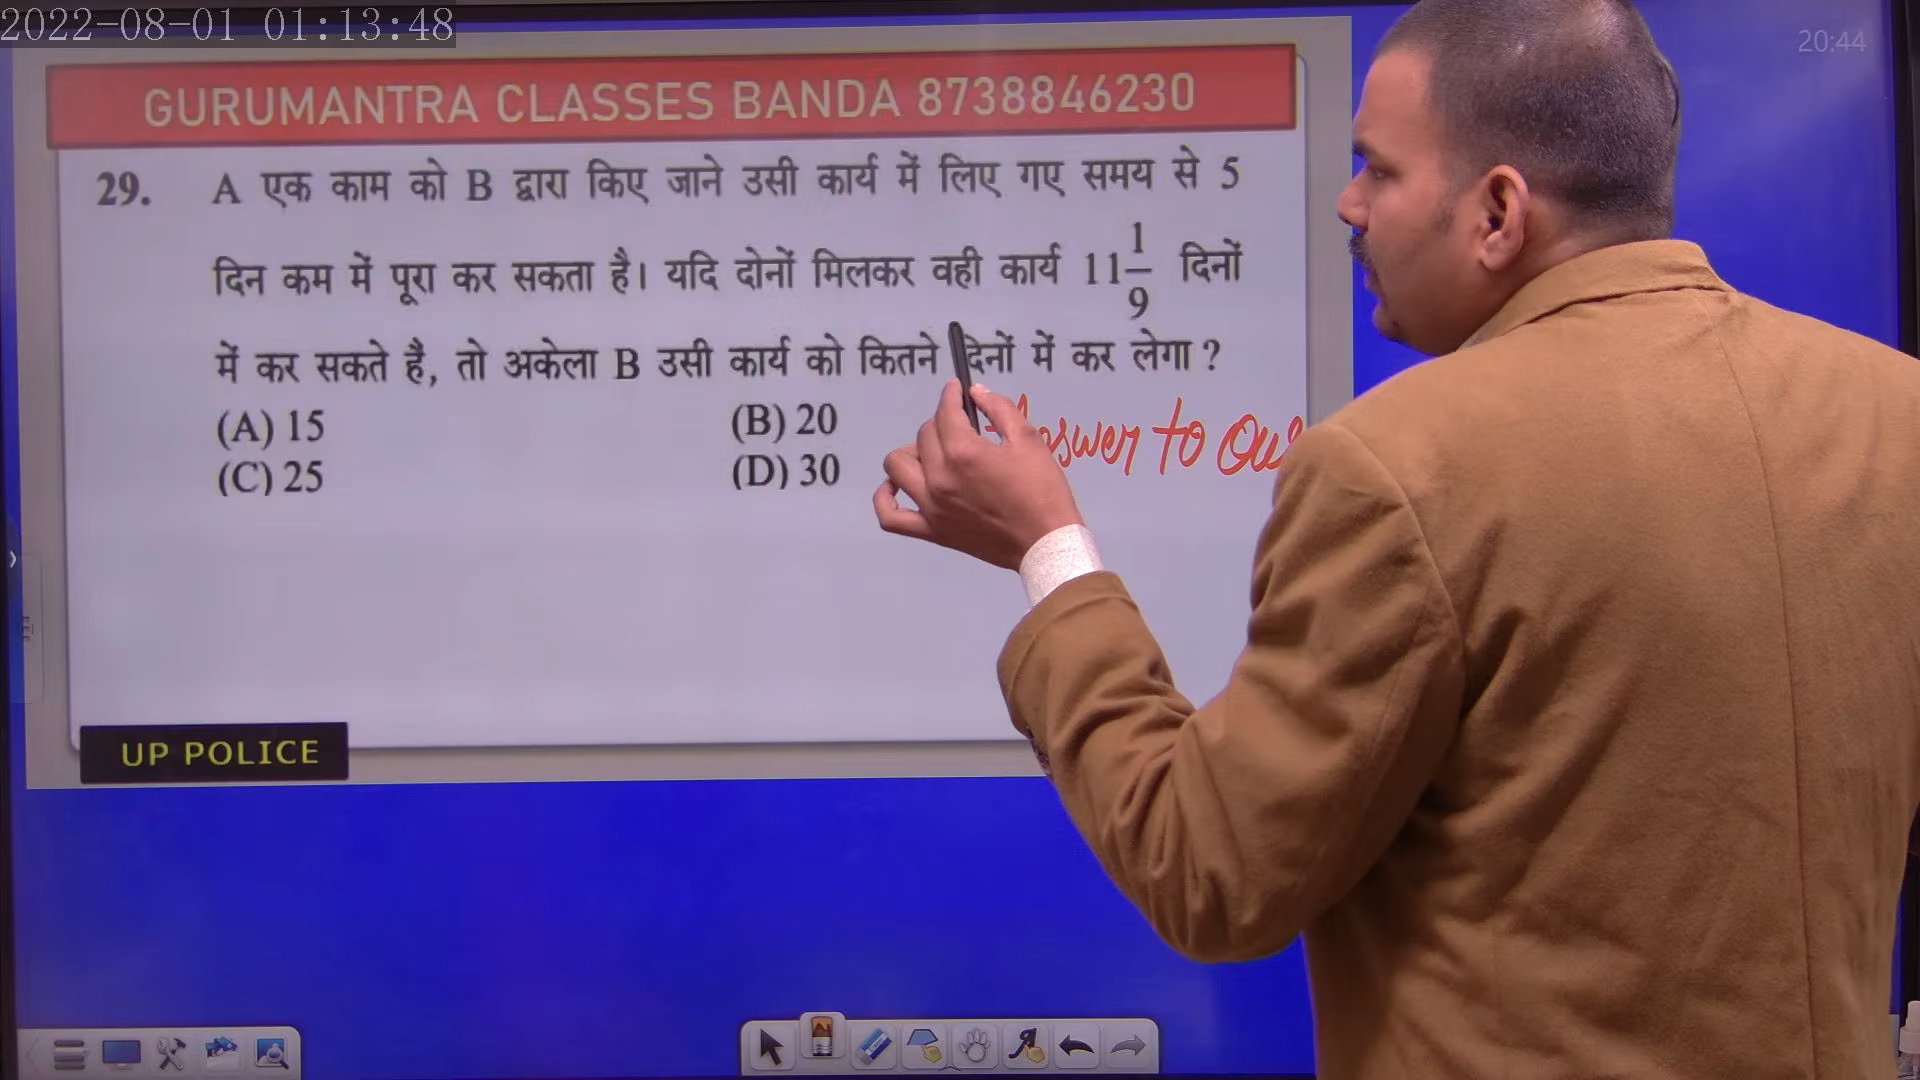 2022-08-01 01:13:48
20:44
GURUMANTRA CLASSES BANDA 8738846230
29. A एक काम को B द्वारा किए जाने उसी कार्य में लिए गए समय से 5
दिन कम में पूरा कर सकता है। यदि दोनों मिलकर वही कार्य 11 1/9 दिनों
में कर सकते है, तो अकेला B उसी कार्य को कितने दिनों में कर लेगा ?
(A) 15 (B) 20
to
(C) 25 (D) 30
UP POLICE